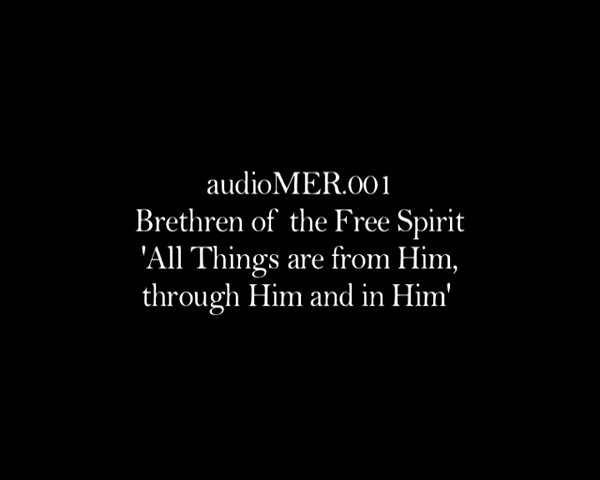 audioMER.001
Brethren of the Free Spirit
'All Things are from Him,
through Him and in Him'